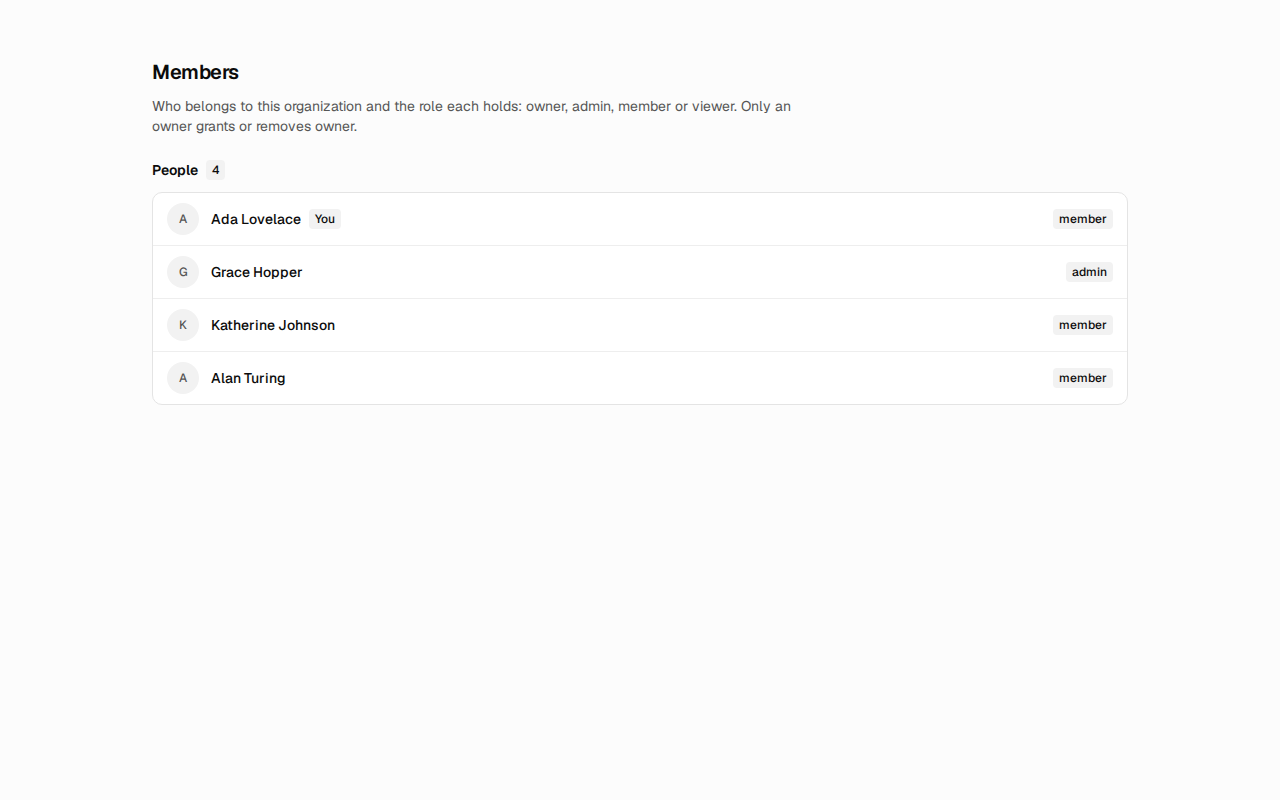 Members
Who belongs to this organization and the role each holds: owner, admin, member or viewer. Only an
owner grants or removes owner.
People 4
A Ada Lovelace You member
G Grace Hopper admin
K Katherine Johnson member
A Alan Turing member